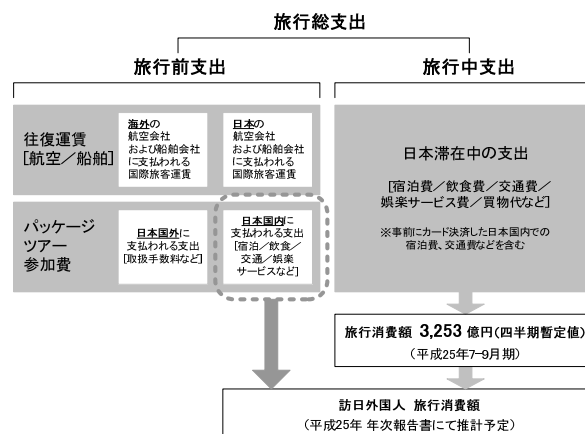 旅行総支出
旅行前支出
旅行中支出
往復運賃
[航空／船舶]
海外の
航空会社
および船舶会社
に支払われる
国際旅客運賃
日本の
航空会社
および船舶会社
に支払われる
国際旅客運賃
パッケージ
ツアー
参加費
日本国外に
支払われる支出
[取扱手数料など]
日本国内に
支払われる支出
[宿泊／飲食／
交通／娯楽
サービスなど]
日本滞在中の支出
[宿泊費／飲食費／交通費／
娯楽サービス費／買物代など]
※事前にカード決済した日本国内での
宿泊費、交通費などを含む
旅行消費額 3,253 億円(四半期暫定値)
(平成25年7-9月期)
訪日外国人 旅行消費額
(平成25年 年次報告書にて推計予定)